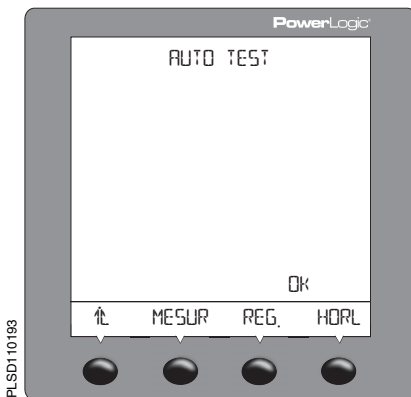 PowerLogic®
AUTO TEST
OK
MESUR REG. HORL
PLSD110193